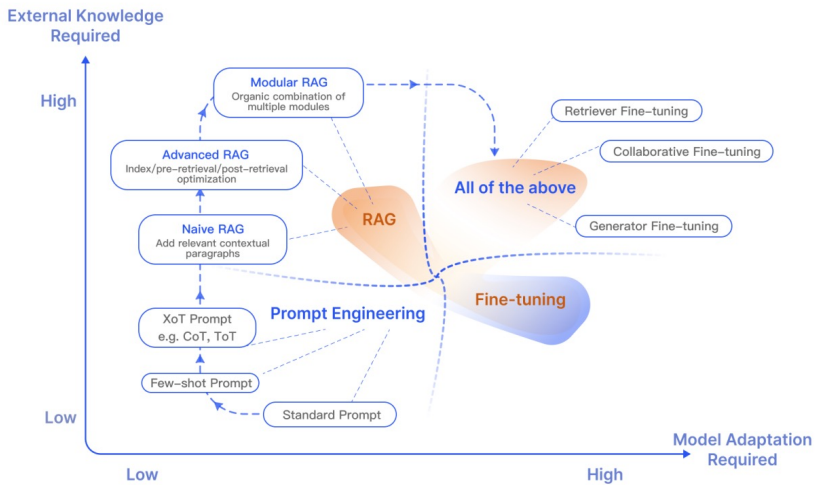 External Knowledge
Required
High
Modular RAG
Organic combination of
multiple modules
Retriever Fine-tuning
Advanced RAG
Index/pre-retrieval/post-retrieval
optimization
Collaborative Fine-tuning
All of the above
RAG
Naive RAG
Add relevant contextual
paragraphs
Generator Fine-tuning
Fine-tuning
XoT Prompt
e.g. CoT, ToT
Prompt Engineering
Few-shot Prompt
Standard Prompt
Low
Model Adaptation
Required
Low
High